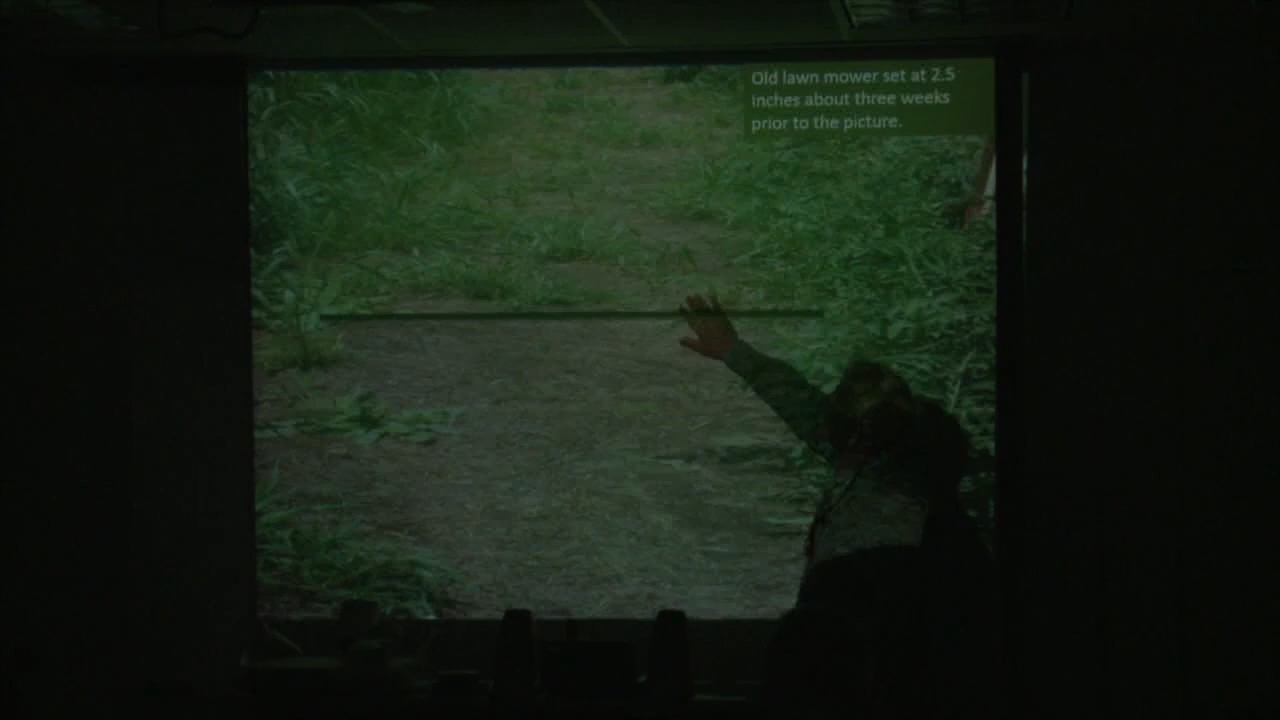 Old lawn mower set at 2.5
inches about three weeks
prior to the picture.